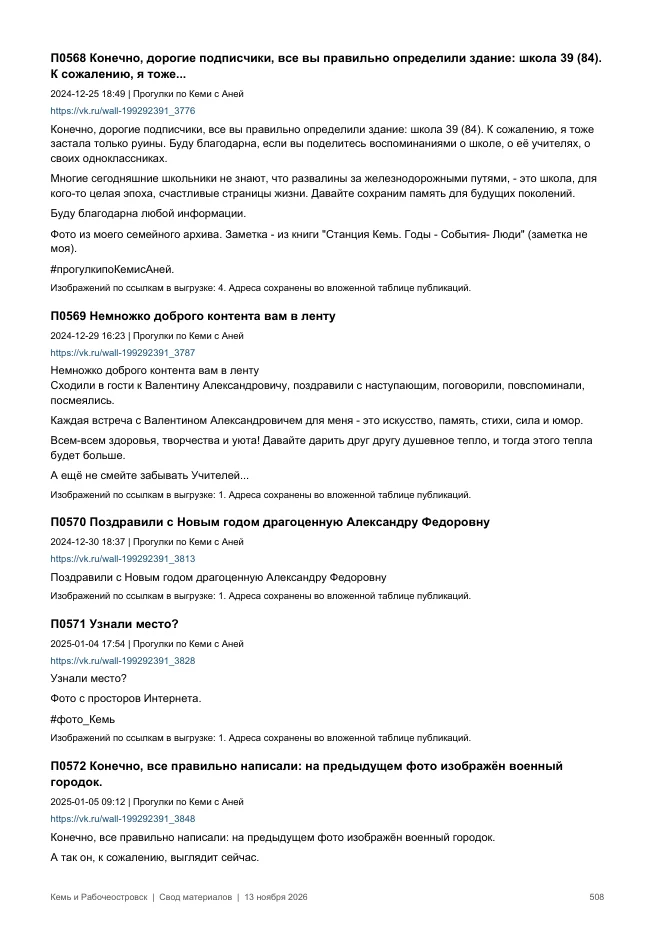 П0568 Конечно, дорогие подписчики, все вы правильно определили здание: школа 39 (84).
К сожалению, я тоже...
2024-12-25 18:49 | Прогулки по Кеми с Аней
https://vk.ru/wall-199292391_3776
Конечно, дорогие подписчики, все вы правильно определили здание: школа 39 (84). К сожалению, я тоже
застала только руины. Буду благодарна, если вы поделитесь воспоминаниями о школе, о её учителях, о
своих одноклассниках.
Многие сегодняшние школьники не знают, что развалины за железнодорожными путями, - это школа, для
кого-то целая эпоха, счастливые страницы жизни. Давайте сохраним память для будущих поколений.
Буду благодарна любой информации.
Фото из моего семейного архива. Заметка - из книги "Станция Кемь. Годы - События- Люди" (заметка не
моя).
#прогулкипоКемисАней.
Изображений по ссылкам в выгрузке: 4. Адреса сохранены во вложенной таблице публикаций.
П0569 Немножко доброго контента вам в ленту
2024-12-29 16:23 | Прогулки по Кеми с Аней
https://vk.ru/wall-199292391_3787
Немножко доброго контента вам в ленту
Сходили в гости к Валентину Александровичу, поздравили с наступающим, поговорили, повспоминали,
посмеялись.
Каждая встреча с Валентином Александровичем для меня - это искусство, память, стихи, сила и юмор.
Всем-всем здоровья, творчества и уюта! Давайте дарить друг другу душевное тепло, и тогда этого тепла
будет больше.
А ещё не смейте забывать Учителей...
Изображений по ссылкам в выгрузке: 1. Адреса сохранены во вложенной таблице публикаций.
П0570 Поздравили с Новым годом драгоценную Александру Федоровну
2024-12-30 18:37 | Прогулки по Кеми с Аней
https://vk.ru/wall-199292391_3813
Поздравили с Новым годом драгоценную Александру Федоровну
Изображений по ссылкам в выгрузке: 1. Адреса сохранены во вложенной таблице публикаций.
П0571 Узнали место?
2025-01-04 17:54 | Прогулки по Кеми с Аней
https://vk.ru/wall-199292391_3828
Узнали место?
Фото с просторов Интернета.
#фото_Кемь
Изображений по ссылкам в выгрузке: 1. Адреса сохранены во вложенной таблице публикаций.
П0572 Конечно, все правильно написали: на предыдущем фото изображён военный
городок.
2025-01-05 09:12 | Прогулки по Кеми с Аней
https://vk.ru/wall-199292391_3848
Конечно, все правильно написали: на предыдущем фото изображён военный городок.
А так он, к сожалению, выглядит сейчас.
Кемь и Рабочеостровск | Свод материалов | 13 ноября 2026
508